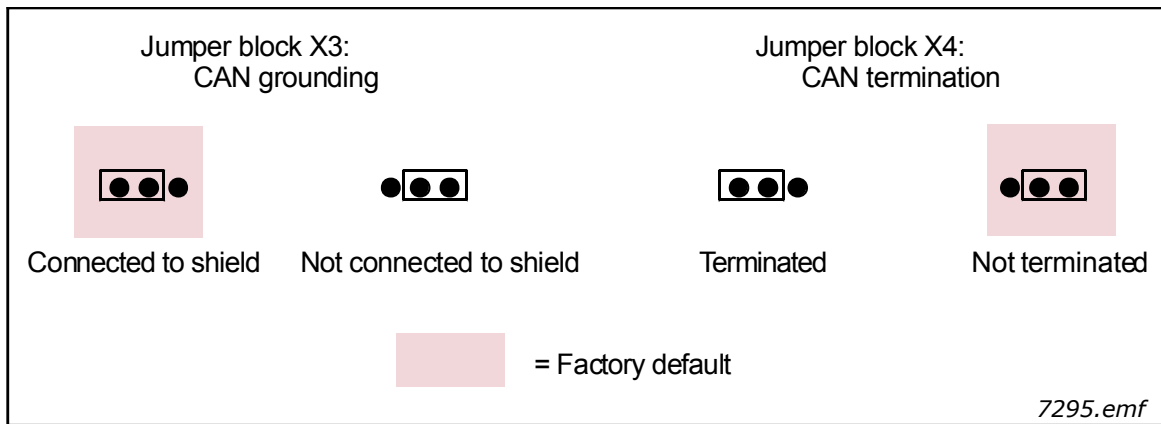 Jumper block X3:
CAN grounding
Jumper block X4:
CAN termination
Connected to shield
Not connected to shield
Terminated
Not terminated
= Factory default
7295.emf